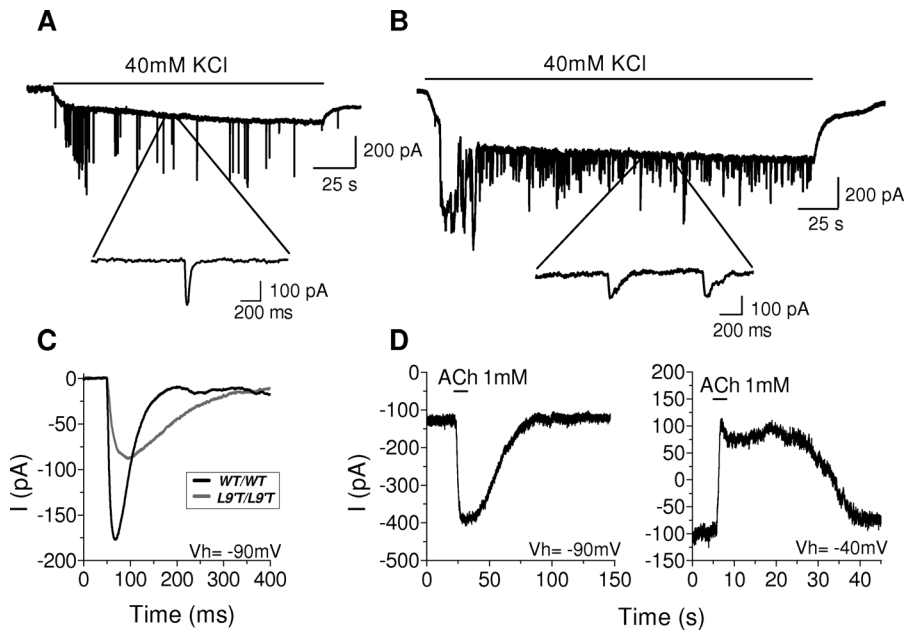 A
40mM KCl
200 pA
25 s
100 pA
200 ms
B
40mM KCl
200 pA
25 s
100 pA
200 ms
C
0
-50
-100
-150
-200
I (pA)
WT/WT
L9'T/L9'T
Vh= -90mV
0 100 200 300 400
Time (ms)
D
0
-100
-200
-300
-400
-500
I (pA)
ACh 1mM
Vh= -90mV
0 50 100 150
200
150
100
50
0
-50
-100
-150
ACh 1mM
Vh= -40mV
0 10 20 30 40
Time (s)